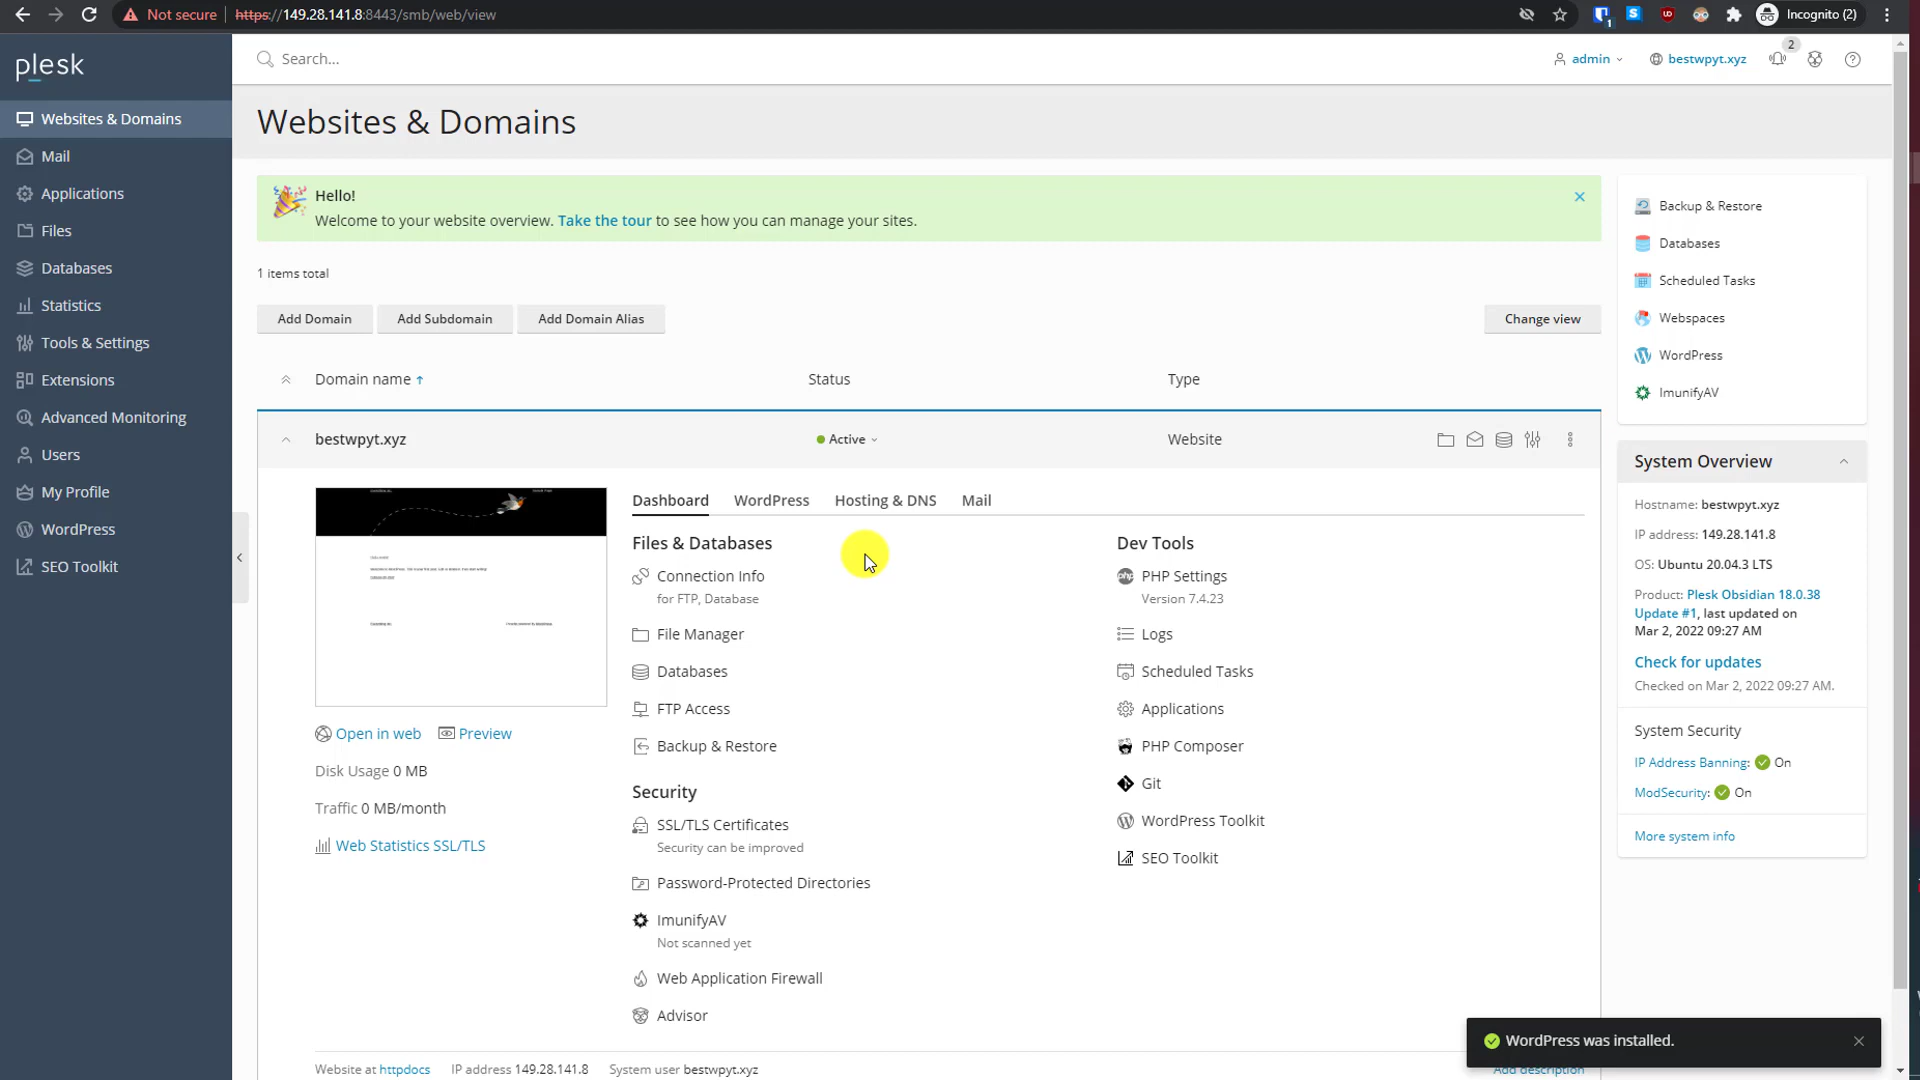 Not secure
https://149.28.141.8:8443/smb/web/view
1
Incognito (2)
plesk
Search...
admin
bestwpyt.xyz
2
Websites & Domains
Mail
Applications
Files
Databases
Statistics
Tools & Settings
Extensions
Advanced Monitoring
Users
My Profile
WordPress
SEO Toolkit
Websites & Domains
Hello!
Welcome to your website overview. Take the tour to see how you can manage your sites.
1 items total
Add Domain
Add Subdomain
Add Domain Alias
Change view
Domain name ↑
Status
Type
bestwpyt.xyz
Active
Website
Dashboard
WordPress
Hosting & DNS
Mail
Files & Databases
Connection Info
for FTP, Database
File Manager
Databases
FTP Access
Backup & Restore
Security
SSL/TLS Certificates
Security can be improved
Password-Protected Directories
ImunifyAV
Not scanned yet
Web Application Firewall
Advisor
Dev Tools
php
PHP Settings
Version 7.4.23
Logs
Scheduled Tasks
Applications
PHP Composer
Git
WordPress Toolkit
SEO Toolkit
Open in web
Preview
Disk Usage 0 MB
Traffic 0 MB/month
Web Statistics SSL/TLS
Website at httpdocs
IP address 149.28.141.8
System user bestwpyt.xyz
Add description
Backup & Restore
Databases
Scheduled Tasks
Webspaces
WordPress
ImunifyAV
System Overview
Hostname: bestwpyt.xyz
IP address: 149.28.141.8
OS: Ubuntu 20.04.3 LTS
Product: Plesk Obsidian 18.0.38
Update #1, last updated on
Mar 2, 2022 09:27 AM
Check for updates
Checked on Mar 2, 2022 09:27 AM.
System Security
IP Address Banning: On
ModSecurity: On
More system info
WordPress was installed.